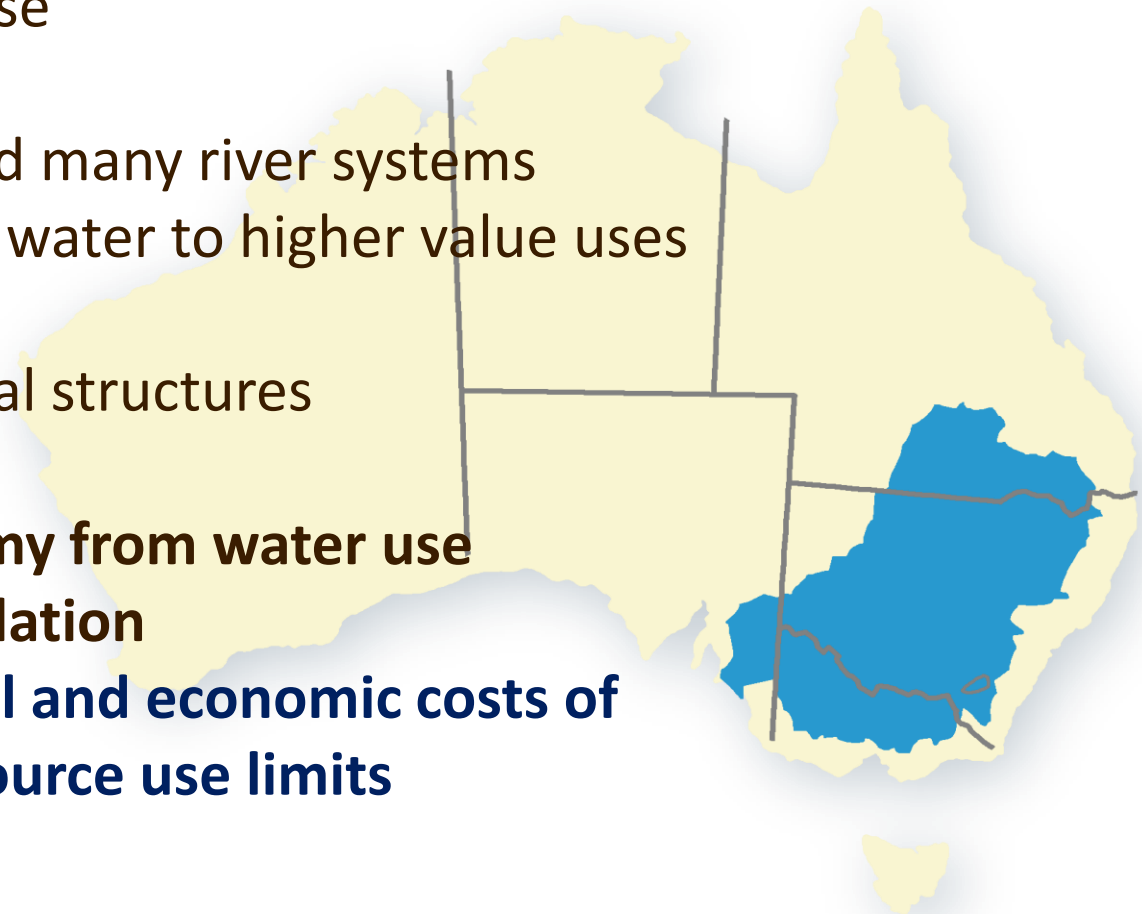 se
d many river systems
water to higher value uses
al structures
my from water use
lation
l and economic costs of
ource use limits